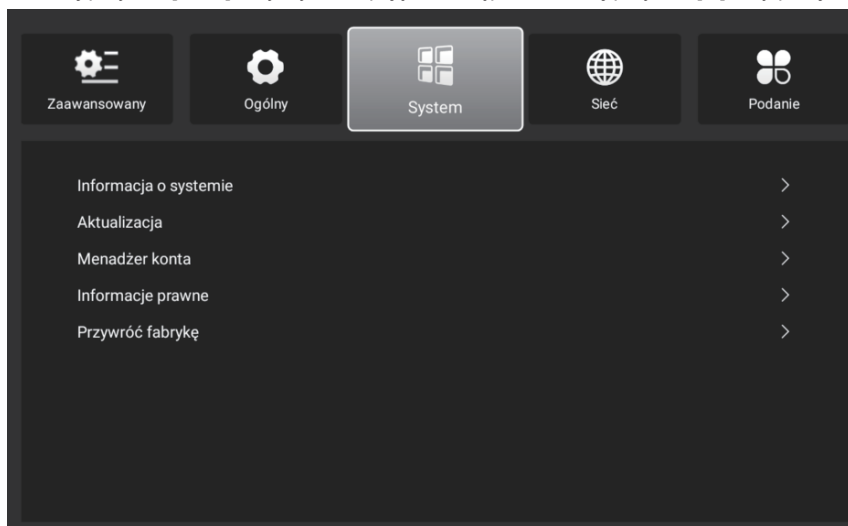 Zaawansowany
Ogólny
System
Sieć
Podanie
Informacja o systemie
Aktualizacja
Menadżer konta
Informacje prawne
Przywróć fabrykę